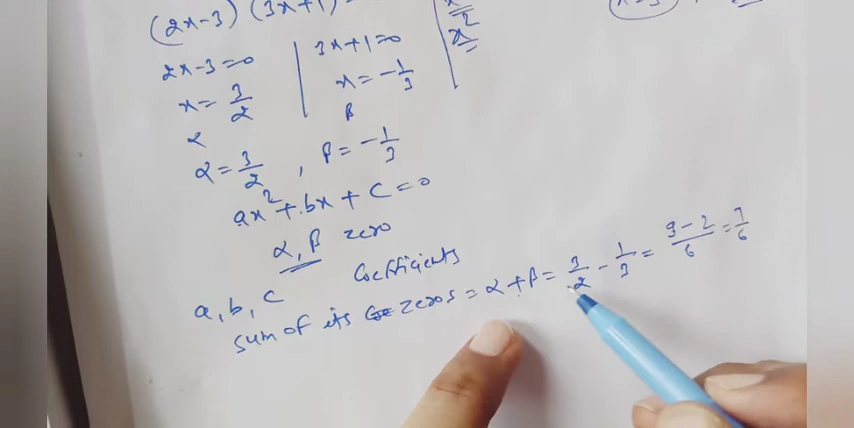 (2x-3) (3x+1)
2x-3=0
x= 3/2
α
3x+1=0
x= -1/3
β
x²
α= 3/2 , β= -1/3
ax²+bx+c=0
α, β zero
a, b, c coefficients
sum of its zeros = α+β= 3/2 - 1/3 = 9-2/6 = 7/6